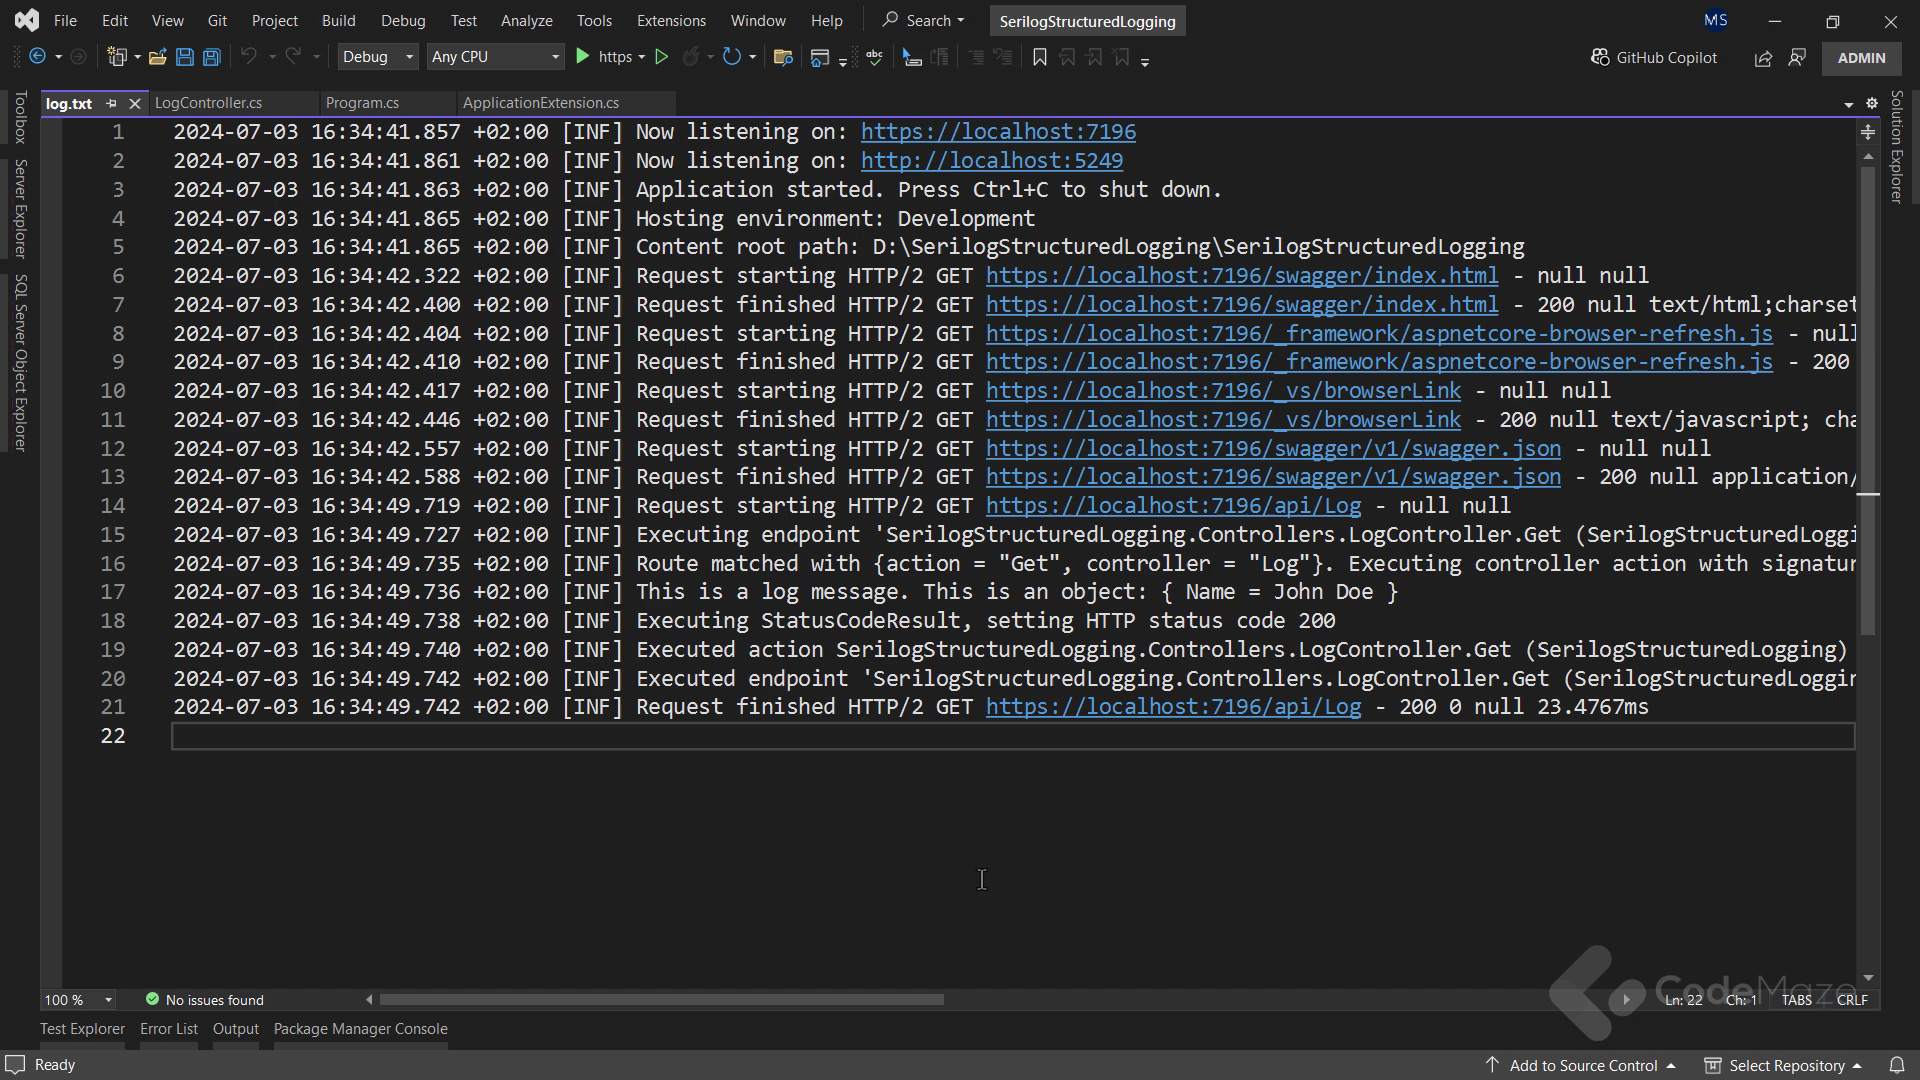 File Edit View Git Project Build Debug Test Analyze Tools Extensions Window Help Search SerilogStructuredLogging MS
Debug Any CPU https GitHub Copilot ADMIN
log.txt LogController.cs Program.cs ApplicationExtension.cs
Toolbox
Server Explorer
SQL Server Object Explorer
Solution Explorer
1 2024-07-03 16:34:41.857 +02:00 [INF] Now listening on: https://localhost:7196
2 2024-07-03 16:34:41.861 +02:00 [INF] Now listening on: http://localhost:5249
3 2024-07-03 16:34:41.863 +02:00 [INF] Application started. Press Ctrl+C to shut down.
4 2024-07-03 16:34:41.865 +02:00 [INF] Hosting environment: Development
5 2024-07-03 16:34:41.865 +02:00 [INF] Content root path: D:\SerilogStructuredLogging\SerilogStructuredLogging
6 2024-07-03 16:34:42.322 +02:00 [INF] Request starting HTTP/2 GET https://localhost:7196/swagger/index.html - null null
7 2024-07-03 16:34:42.400 +02:00 [INF] Request finished HTTP/2 GET https://localhost:7196/swagger/index.html - 200 null text/html;charset
8 2024-07-03 16:34:42.404 +02:00 [INF] Request starting HTTP/2 GET https://localhost:7196/_framework/aspnetcore-browser-refresh.js - null
9 2024-07-03 16:34:42.410 +02:00 [INF] Request finished HTTP/2 GET https://localhost:7196/_framework/aspnetcore-browser-refresh.js - 200
10 2024-07-03 16:34:42.417 +02:00 [INF] Request starting HTTP/2 GET https://localhost:7196/_vs/browserLink - null null
11 2024-07-03 16:34:42.446 +02:00 [INF] Request finished HTTP/2 GET https://localhost:7196/_vs/browserLink - 200 null text/javascript; cha
12 2024-07-03 16:34:42.557 +02:00 [INF] Request starting HTTP/2 GET https://localhost:7196/swagger/v1/swagger.json - null null
13 2024-07-03 16:34:42.588 +02:00 [INF] Request finished HTTP/2 GET https://localhost:7196/swagger/v1/swagger.json - 200 null application/
14 2024-07-03 16:34:49.719 +02:00 [INF] Request starting HTTP/2 GET https://localhost:7196/api/Log - null null
15 2024-07-03 16:34:49.727 +02:00 [INF] Executing endpoint 'SerilogStructuredLogging.Controllers.LogController.Get (SerilogStructuredLoggi
16 2024-07-03 16:34:49.735 +02:00 [INF] Route matched with {action = "Get", controller = "Log"}. Executing controller action with signatur
17 2024-07-03 16:34:49.736 +02:00 [INF] This is a log message. This is an object: { Name = John Doe }
18 2024-07-03 16:34:49.738 +02:00 [INF] Executing StatusCodeResult, setting HTTP status code 200
19 2024-07-03 16:34:49.740 +02:00 [INF] Executed action SerilogStructuredLogging.Controllers.LogController.Get (SerilogStructuredLogging)
20 2024-07-03 16:34:49.742 +02:00 [INF] Executed endpoint 'SerilogStructuredLogging.Controllers.LogController.Get (SerilogStructuredLoggin
21 2024-07-03 16:34:49.742 +02:00 [INF] Request finished HTTP/2 GET https://localhost:7196/api/Log - 200 0 null 23.4767ms
22
CodeMaze
100 % No issues found Ln: 22 Ch: 1 TABS CRLF
Test Explorer Error List Output Package Manager Console
Ready Add to Source Control Select Repository